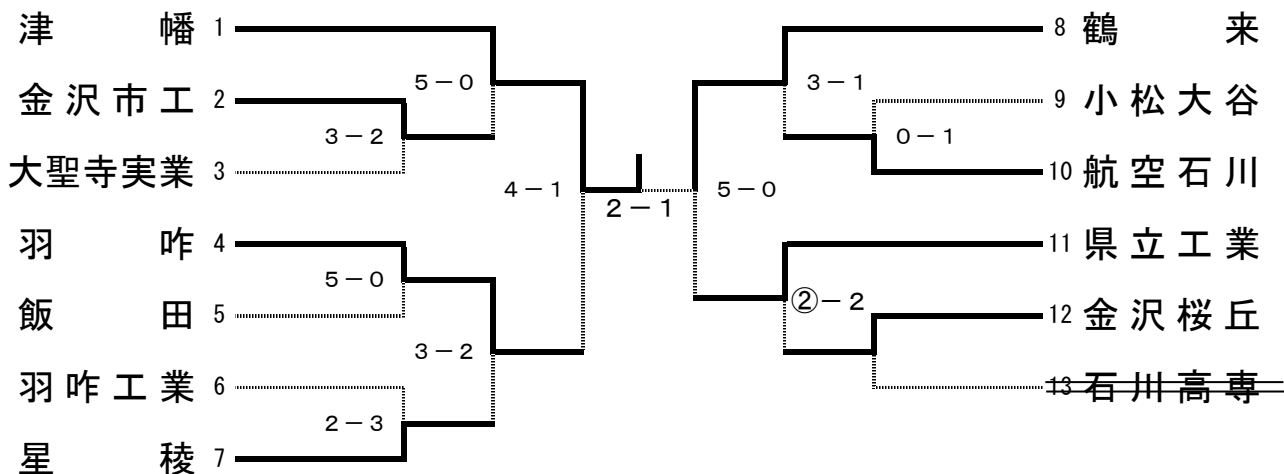 津幡 1
5－0
金沢市工 2
3－2
大聖寺実業 3
4－1
羽咋 4
5－0
飯田 5
3－2
羽咋工業 6
2－3
星稜 7
2－1
8 鶴来
3－1
9 小松大谷
0－1
10 航空石川
5－0
11 県立工業
②－2
12 金沢桜丘
13 石川高専